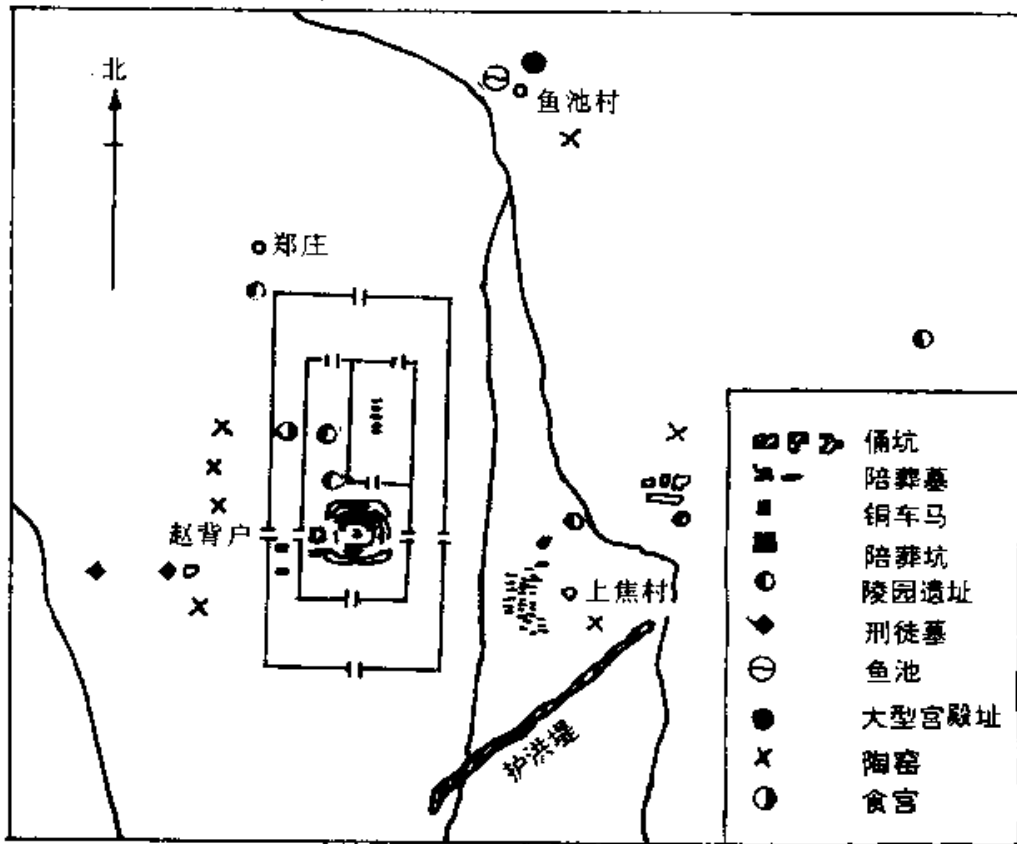 北
鱼池村
郑庄
赵背户
上焦村
护洪堤
俑坑
陪葬墓
铜车马
陪葬坑
陵园遗址
刑徒墓
鱼池
大型宫殿址
陶窑
食宫